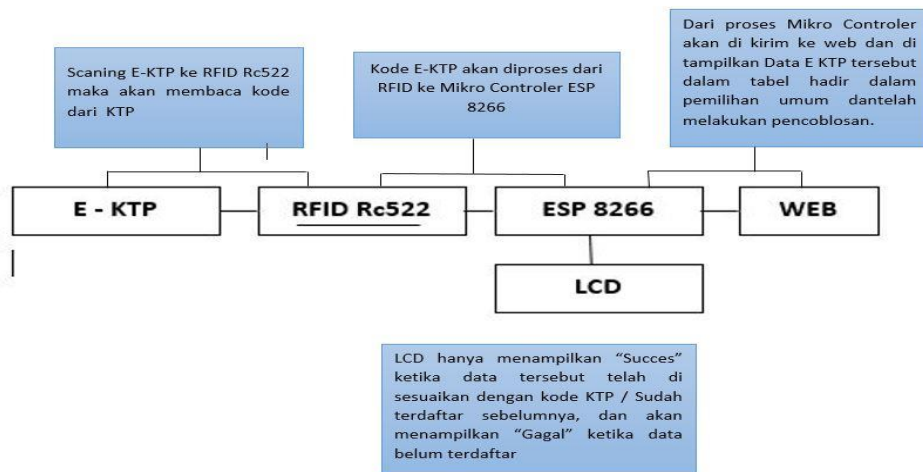 Scaning E-KTP ke RFID Rc522
maka akan membaca kode
dari KTP
Kode E-KTP akan diproses dari
RFID ke Mikro Controler ESP
8266
Dari proses Mikro Controler
akan di kirim ke web dan di
tampilkan Data E KTP tersebut
dalam tabel hadir dalam
pemilihan umum dantelah
melakukan pencoblosan.
E - KTP
RFID Rc522
ESP 8266
WEB
LCD
LCD hanya menampilkan “Succes”
ketika data tersebut telah di
sesuaikan dengan kode KTP / Sudah
terdaftar sebelumnya, dan akan
menampilkan “Gagal” ketika data
belum terdaftar